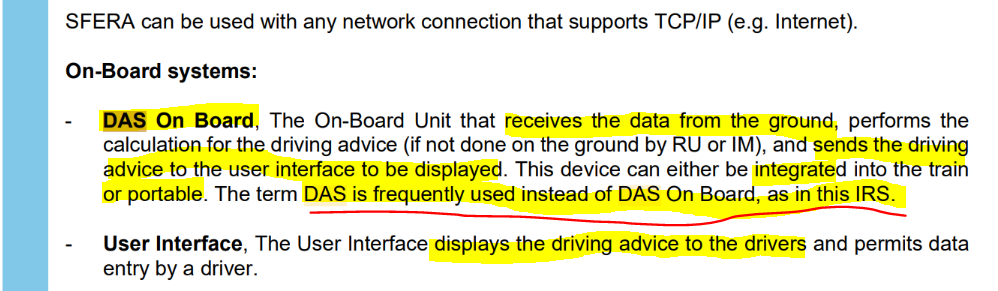 SFERA can be used with any network connection that supports TCP/IP (e.g. Internet).
On-Board systems:
- DAS On Board, The On-Board Unit that receives the data from the ground, performs the
calculation for the driving advice (if not done on the ground by RU or IM), and sends the driving
advice to the user interface to be displayed. This device can either be integrated into the train
or portable. The term DAS is frequently used instead of DAS On Board, as in this IRS.
- User Interface, The User Interface displays the driving advice to the drivers and permits data
entry by a driver.